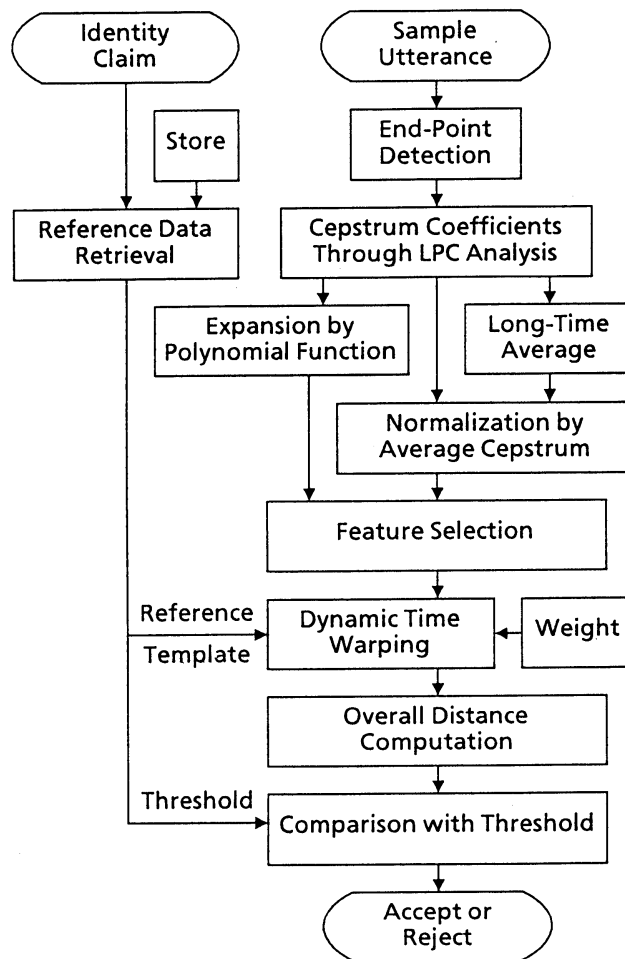 Identity
Claim
Sample
Utterance
Store
End-Point
Detection
Reference Data
Retrieval
Cepstrum Coefficients
Through LPC Analysis
Expansion by
Polynomial Function
Long-Time
Average
Normalization by
Average Cepstrum
Feature Selection
Reference
Template
Dynamic Time
Warping
Weight
Overall Distance
Computation
Threshold
Comparison with Threshold
Accept or
Reject